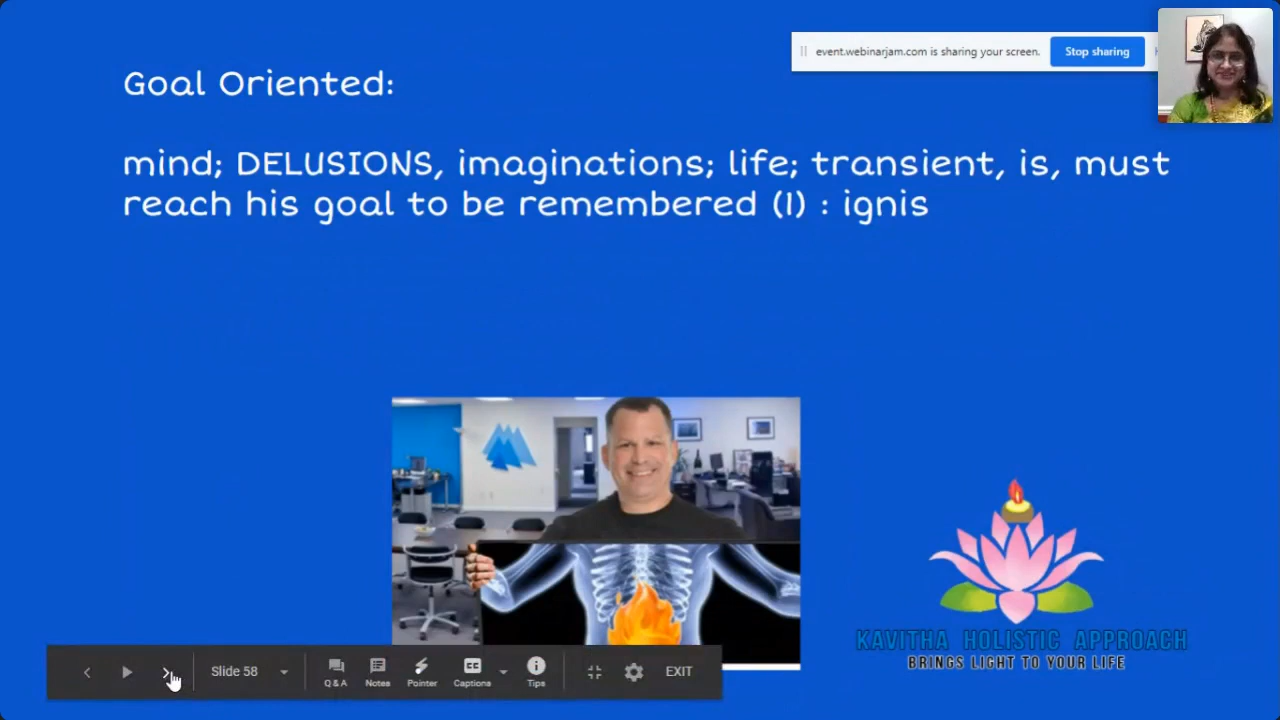 event.webinarjam.com is sharing your screen.
Stop sharing
Goal Oriented:
mind; DELUSIONS, imaginations; life; transient, is, must
reach his goal to be remembered (1) : ignis
KAVITHA HOLISTIC APPROACH
BRINGS LIGHT TO YOUR LIFE
Slide 58
Q & A
Notes
Pointer
CC
Captions
Tips
EXIT